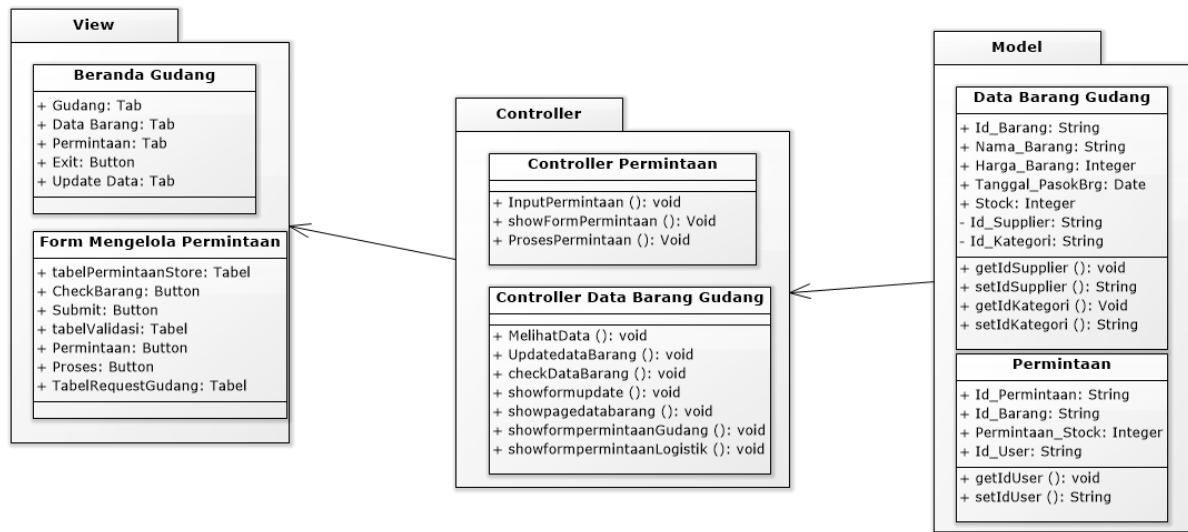 View
Beranda Gudang
+ Gudang: Tab
+ Data Barang: Tab
+ Permintaan: Tab
+ Exit: Button
+ Update Data: Tab
Form Mengelola Permintaan
+ tabelPermintaanStore: Tabel
+ CheckBarang: Button
+ Submit: Button
+ tabelValidasi: Tabel
+ Permintaan: Button
+ Proses: Button
+ TabelRequestGudang: Tabel
Controller
Controller Permintaan
+ InputPermintaan (): void
+ showFormPermintaan (): Void
+ ProsesPermintaan (): Void
Controller Data Barang Gudang
+ MelihatData (): void
+ UpdatedataBarang (): void
+ checkDataBarang (): void
+ showformupdate (): void
+ showpagedatabarang (): void
+ showformpermintaanGudang (): void
+ showformpermintaanLogistik (): void
Model
Data Barang Gudang
+ Id_Barang: String
+ Nama_Barang: String
+ Harga_Barang: Integer
+ Tanggal_PasokBrg: Date
+ Stock: Integer
- Id_Supplier: String
- Id_Kategori: String
+ getIdSupplier (): void
+ setIdSupplier (): String
+ getIdKategori (): Void
+ setIdKategori (): String
Permintaan
+ Id_Permintaan: String
+ Id_Barang: String
+ Permintaan_Stock: Integer
+ Id_User: String
+ getIdUser (): void
+ setIdUser (): String